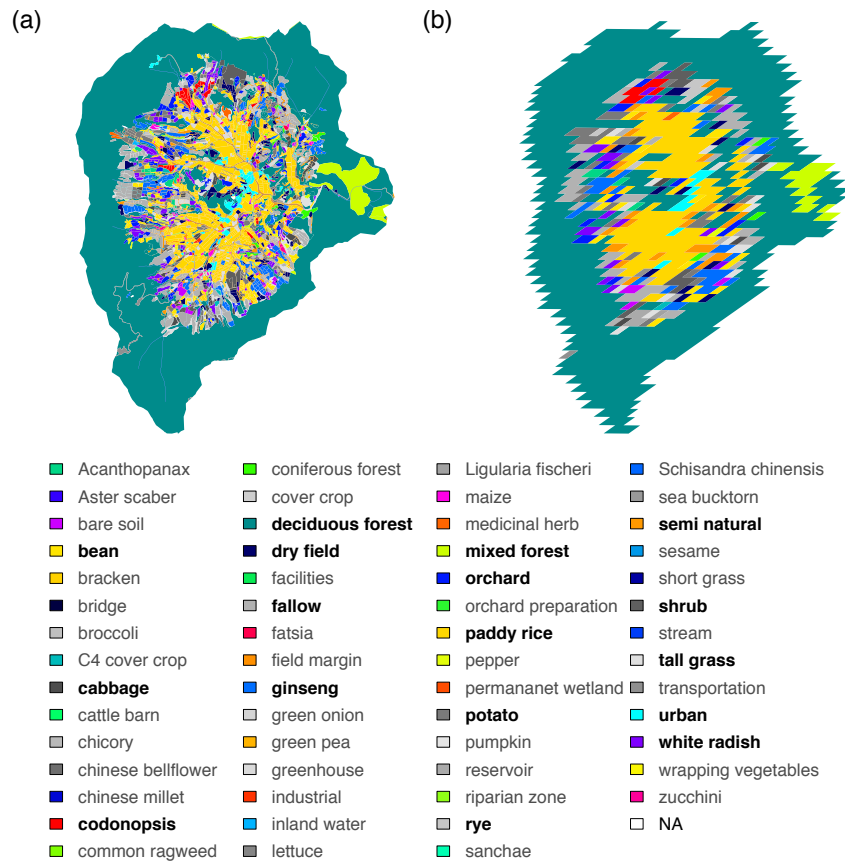 (a) (b)
Acanthopanax coniferous forest Ligularia fischeri Schisandra chinensis
Aster scaber cover crop maize sea bucktorn
bare soil deciduous forest medicinal herb semi natural
bean dry field mixed forest sesame
bracken facilities orchard short grass
bridge fallow orchard preparation shrub
broccoli fatsia paddy rice stream
C4 cover crop field margin pepper tall grass
cabbage ginseng permananet wetland transportation
cattle barn green onion potato urban
chicory green pea pumpkin white radish
chinese bellflower greenhouse reservoir wrapping vegetables
chinese millet industrial riparian zone zucchini
codonopsis inland water rye NA
common ragweed lettuce sanchae